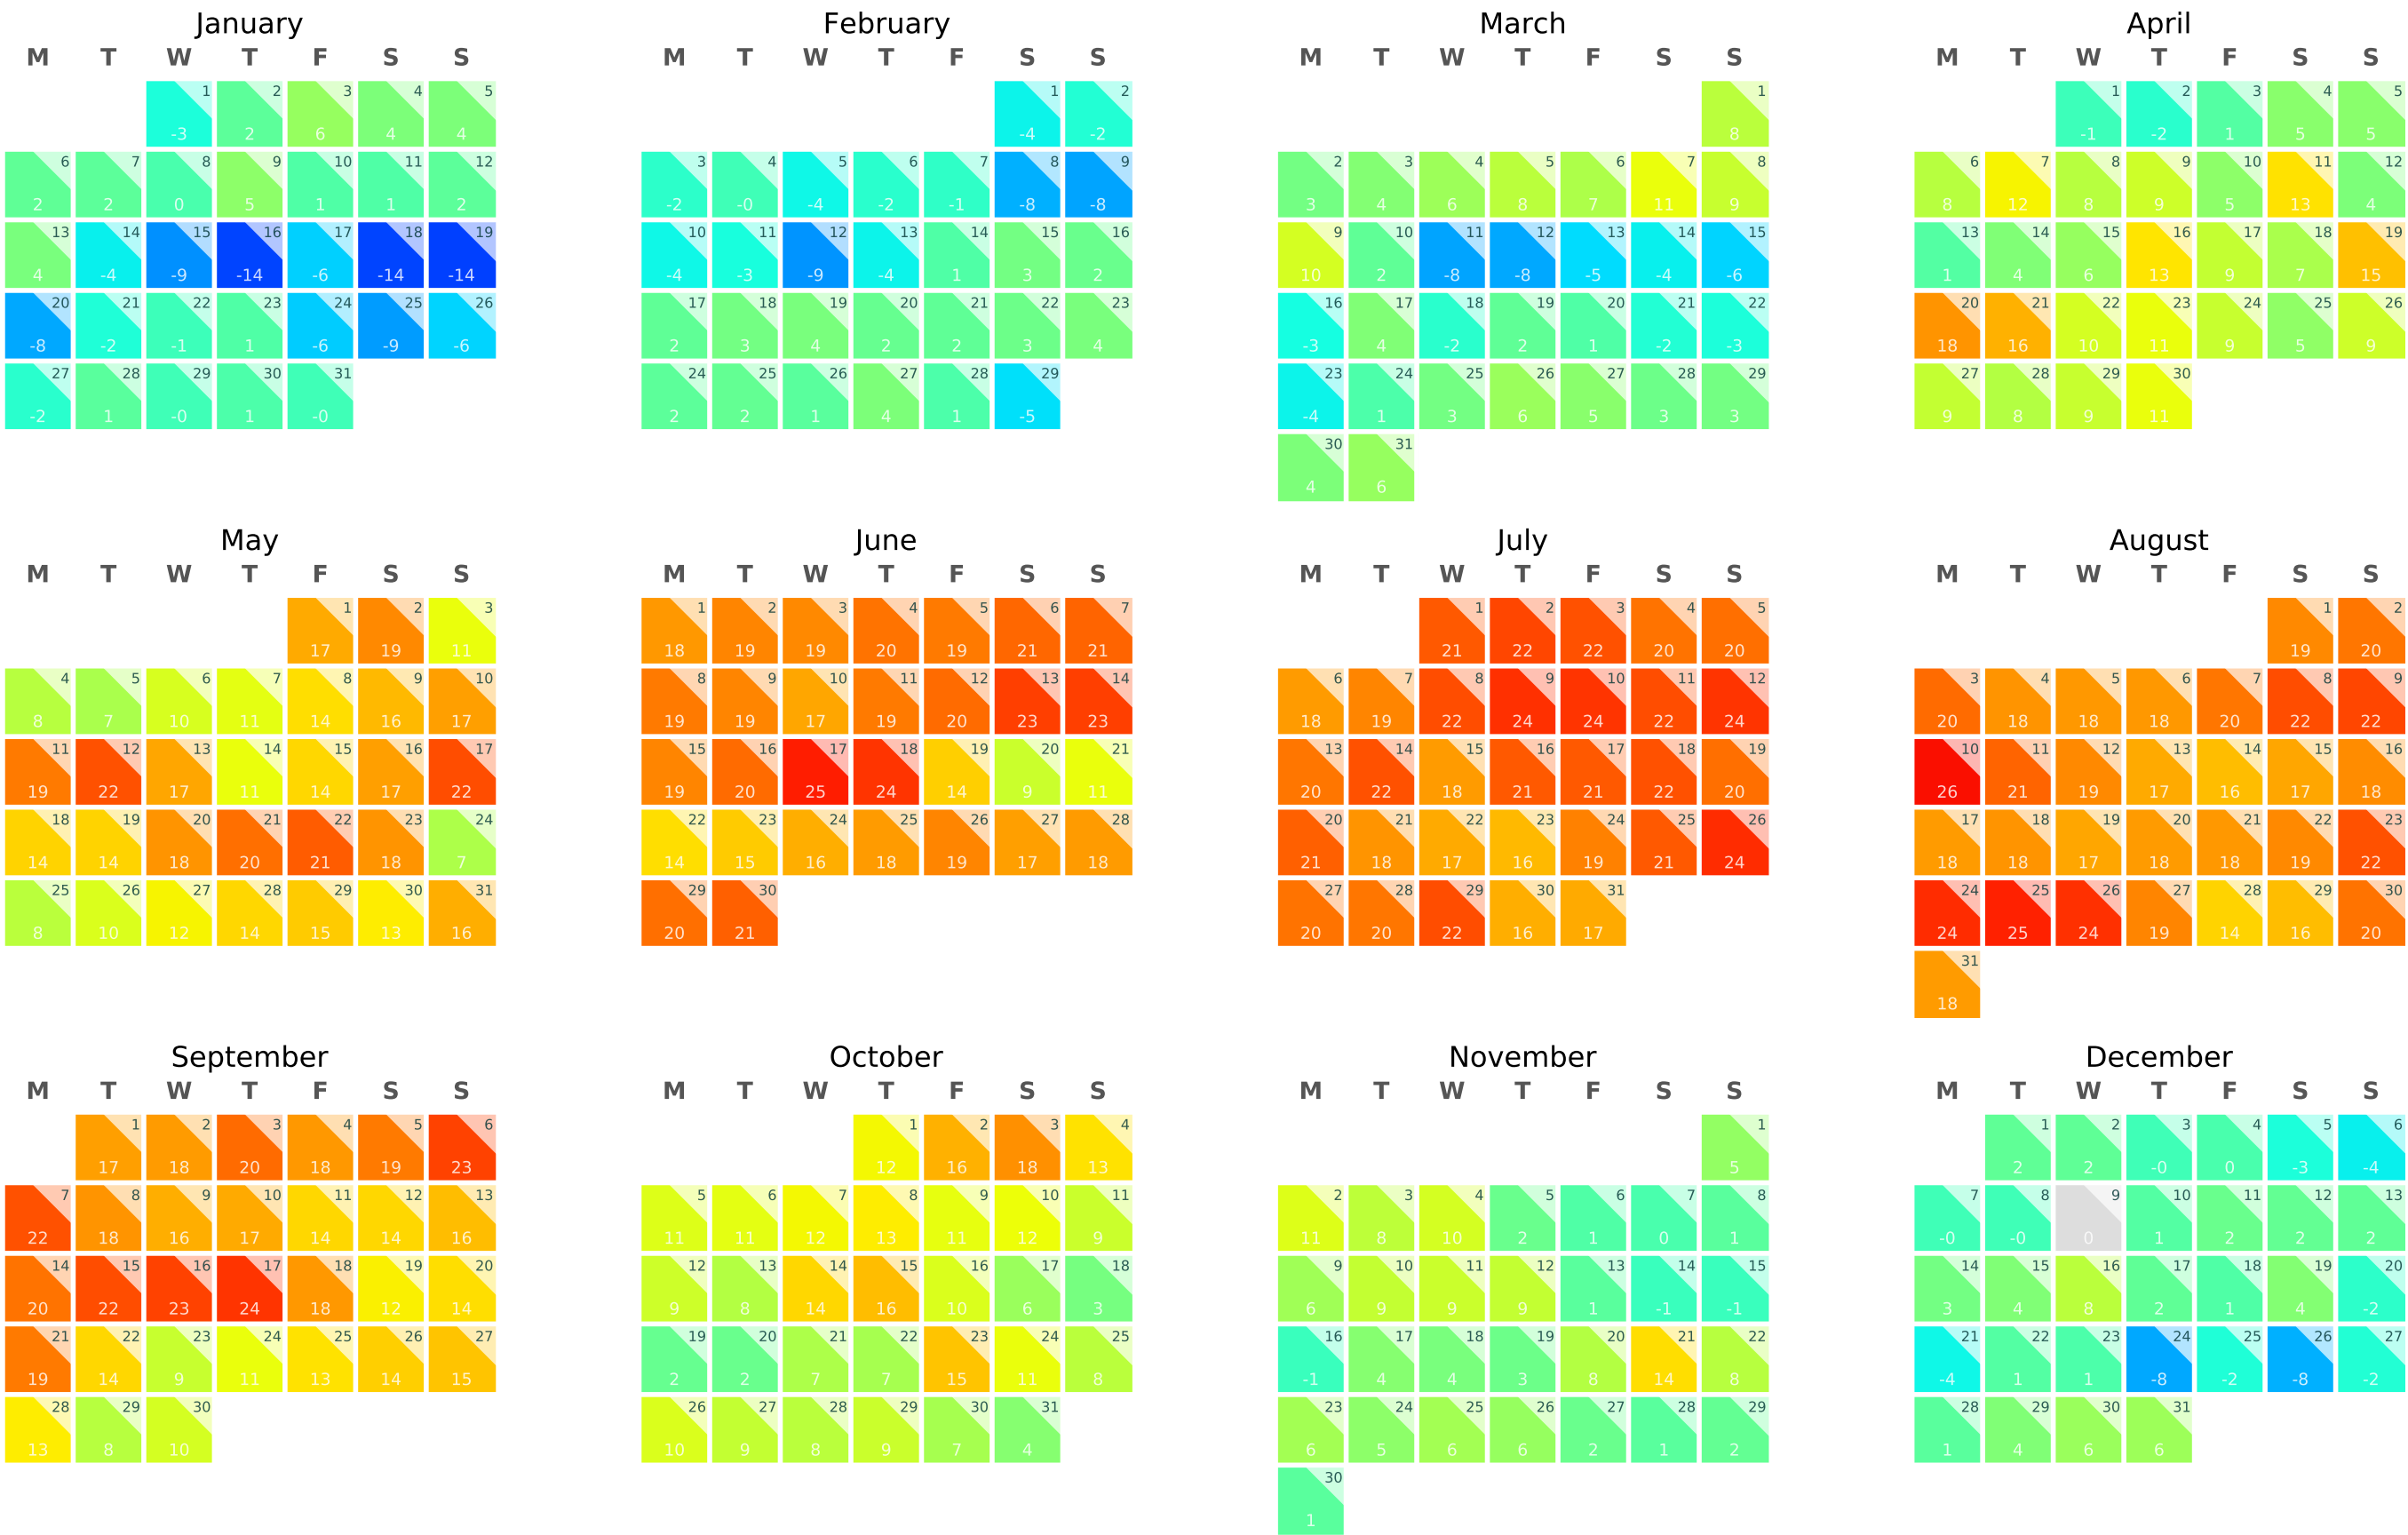 January February March April
M T W T F S S M T W T F S S M T W T F S S M T W T F S S
1 2 3 4 5 1 2 1 1 2 3 4 5
-3 2 6 4 4 -4 -2 8 -1 -2 1 5 5
6 7 8 9 10 11 12 3 4 5 6 7 8 9 2 3 4 5 6 7 8 6 7 8 9 10 11 12
2 2 0 5 1 1 2 -2 -0 -4 -2 -1 -8 -8 3 4 6 8 7 11 9 8 12 8 9 5 13 4
13 14 15 16 17 18 19 10 11 12 13 14 15 16 9 10 11 12 13 14 15 13 14 15 16 17 18 19
4 -4 -9 -14 -6 -14 -14 -4 -3 -9 -4 1 3 2 10 2 -8 -8 -5 -4 -6 1 4 6 13 9 7 15
20 21 22 23 24 25 26 17 18 19 20 21 22 23 16 17 18 19 20 21 22 20 21 22 23 24 25 26
-8 -2 -1 1 -6 -9 -6 2 3 4 2 2 3 4 -3 4 -2 2 1 -2 -3 18 16 10 11 9 5 9
27 28 29 30 31 24 25 26 27 28 29 23 24 25 26 27 28 29 27 28 29 30
-2 1 -0 1 -0 2 2 1 4 1 -5 -4 1 3 6 5 3 3 9 8 9 11
30 31
4 6
May June July August
M T W T F S S M T W T F S S M T W T F S S M T W T F S S
1 2 3 1 2 3 4 5 6 7 1 2 3 4 5 1 2
17 19 11 18 19 19 20 19 21 21 21 22 22 20 20 19 20
4 5 6 7 8 9 10 8 9 10 11 12 13 14 6 7 8 9 10 11 12 3 4 5 6 7 8 9
8 7 10 11 14 16 17 19 19 17 19 20 23 23 18 19 22 24 24 22 24 20 18 18 18 20 22 22
11 12 13 14 15 16 17 15 16 17 18 19 20 21 13 14 15 16 17 18 19 10 11 12 13 14 15 16
19 22 17 11 14 17 22 19 20 25 24 14 9 11 20 22 18 21 21 22 20 26 21 19 17 16 17 18
18 19 20 21 22 23 24 22 23 24 25 26 27 28 20 21 22 23 24 25 26 17 18 19 20 21 22 23
14 14 18 20 21 18 7 14 15 16 18 19 17 18 21 18 17 16 19 21 24 18 18 17 18 18 19 22
25 26 27 28 29 30 31 29 30 27 28 29 30 31 24 25 26 27 28 29 30
8 10 12 14 15 13 16 20 21 20 20 22 16 17 24 25 24 19 14 16 20
31
18
September October November December
M T W T F S S M T W T F S S M T W T F S S M T W T F S S
1 2 3 4 5 6 1 2 3 4 1 1 2 3 4 5 6
17 18 20 18 19 23 12 16 18 13 5 2 2 -0 0 -3 -4
7 8 9 10 11 12 13 5 6 7 8 9 10 11 2 3 4 5 6 7 8 7 8 9 10 11 12 13
22 18 16 17 14 14 16 11 11 12 13 11 12 9 11 8 10 2 1 0 1 -0 -0 0 1 2 2 2
14 15 16 17 18 19 20 12 13 14 15 16 17 18 9 10 11 12 13 14 15 14 15 16 17 18 19 20
20 22 23 24 18 12 14 9 8 14 16 10 6 3 6 9 9 9 1 -1 -1 3 4 8 2 1 4 -2
21 22 23 24 25 26 27 19 20 21 22 23 24 25 16 17 18 19 20 21 22 21 22 23 24 25 26 27
19 14 9 11 13 14 15 2 2 7 7 15 11 8 -1 4 4 3 8 14 8 -4 1 1 -8 -2 -8 -2
28 29 30 26 27 28 29 30 31 23 24 25 26 27 28 29 28 29 30 31
13 8 10 10 9 8 9 7 4 6 5 6 6 2 1 2 1 4 6 6
30
1